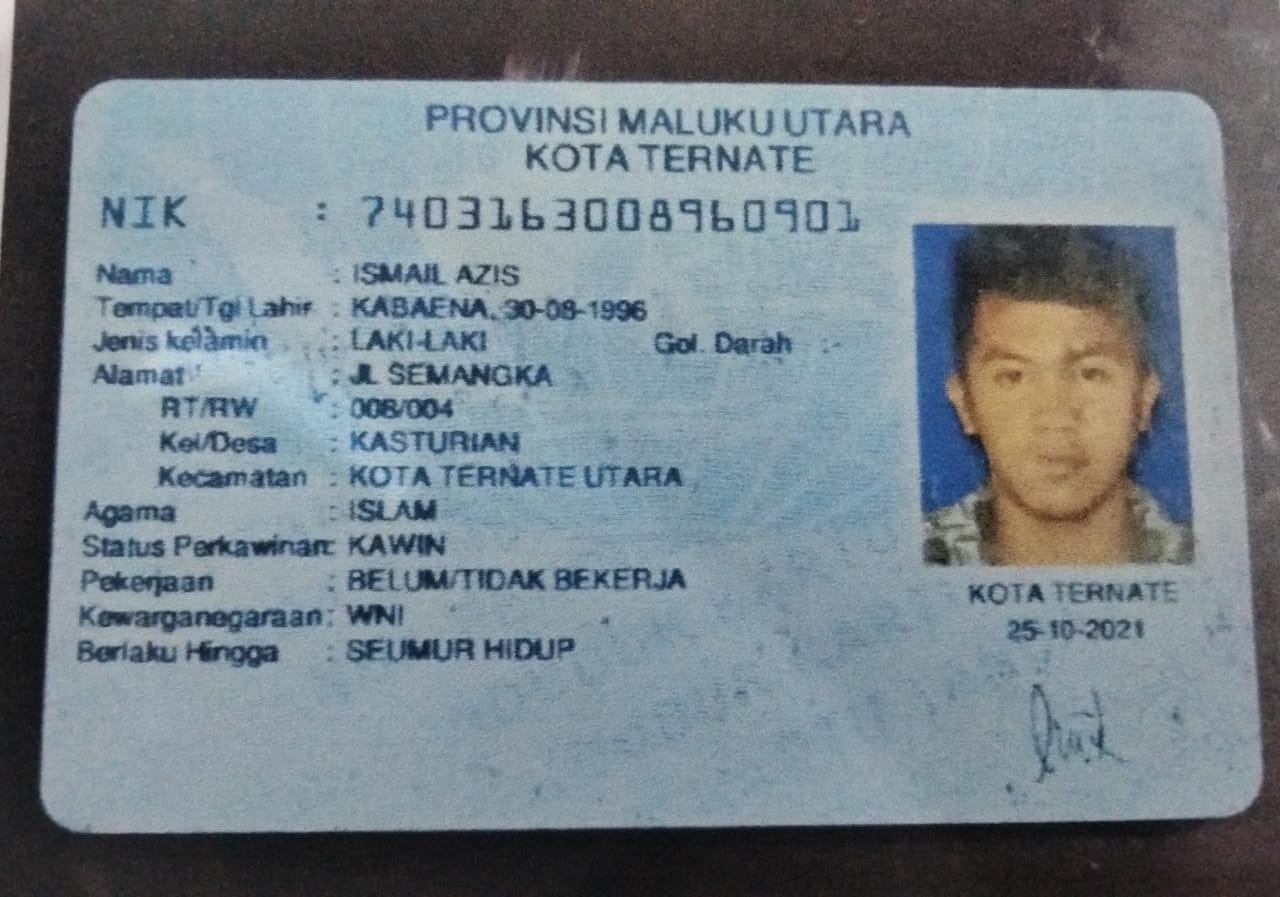 PROVINSI MALUKU UTARA
KOTA TERNATE
NIK : 7403163008960901
Nama : ISMAIL AZIS
Tempat/Tgl Lahir : KABAENA, 30-08-1996
Jenis kelamin : LAKI-LAKI Gol. Darah :-
Alamat : JL SEMANGKA
RT/RW : 008/004
Kel/Desa : KASTURIAN
Kecamatan : KOTA TERNATE UTARA
Agama : ISLAM
Status Perkawinan: KAWIN
Pekerjaan : BELUM/TIDAK BEKERJA
Kewarganegaraan: WNI
Berlaku Hingga : SEUMUR HIDUP
KOTA TERNATE
25-10-2021